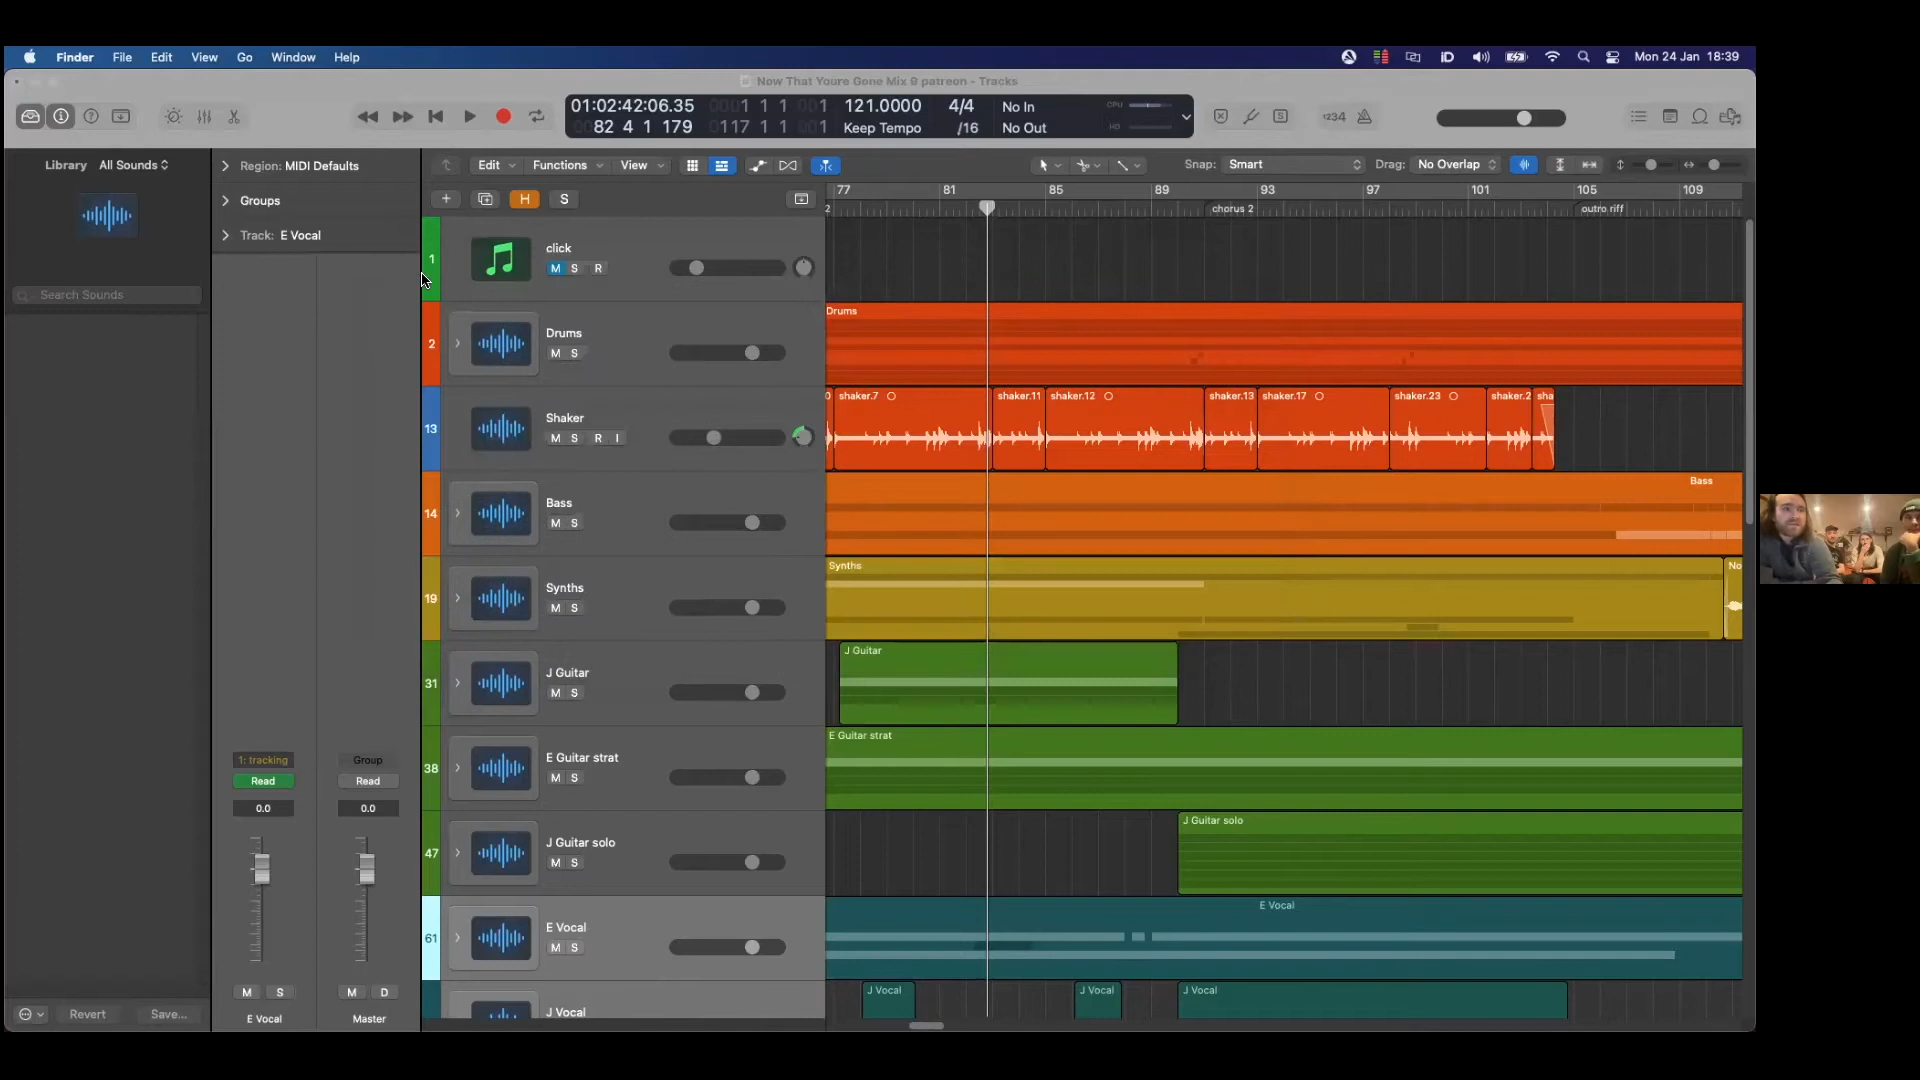 Finder File Edit View Go Window Help
iD Mon 24 Jan 18:39
Now That Youre Gone Mix 9 patreon - Tracks
01:02:42:06.35 0001 1 1 001 121.0000 4/4 No In CPU
0082 4 1 179 0117 1 1 001 Keep Tempo /16 No Out HD
1234
Library All Sounds
Region: MIDI Defaults
Edit Functions View Snap: Smart Drag: No Overlap
Groups
H S
77 81 85 89 93 97 101 105 109
2 chorus 2 outro riff
Track: E Vocal
Search Sounds
1 click
M S R
2 Drums
M S
Drums
13 Shaker
M S R I
shaker.7 shaker.11 shaker.12 shaker.13 shaker.17 shaker.23 shaker.2 sha
14 Bass
M S
Bass
19 Synths
M S
Synths No
31 J Guitar
M S
J Guitar
38 E Guitar strat
M S
E Guitar strat
47 J Guitar solo
M S
J Guitar solo
61 E Vocal
M S
E Vocal
J Vocal
J Vocal J Vocal J Vocal
1: tracking Group
Read Read
0.0 0.0
M S M D
E Vocal Master
Revert Save...